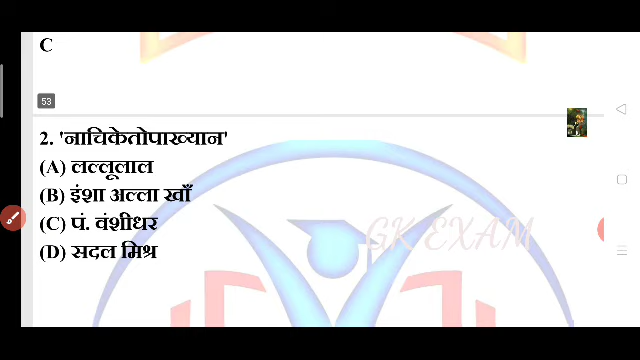 C
53
2. 'नाचिकेतोपाख्यान'
(A) लल्लूलाल
(B) इंशा अल्ला खाँ
(C) पं. वंशीधर
GK EXAM
(D) सदल मिश्र